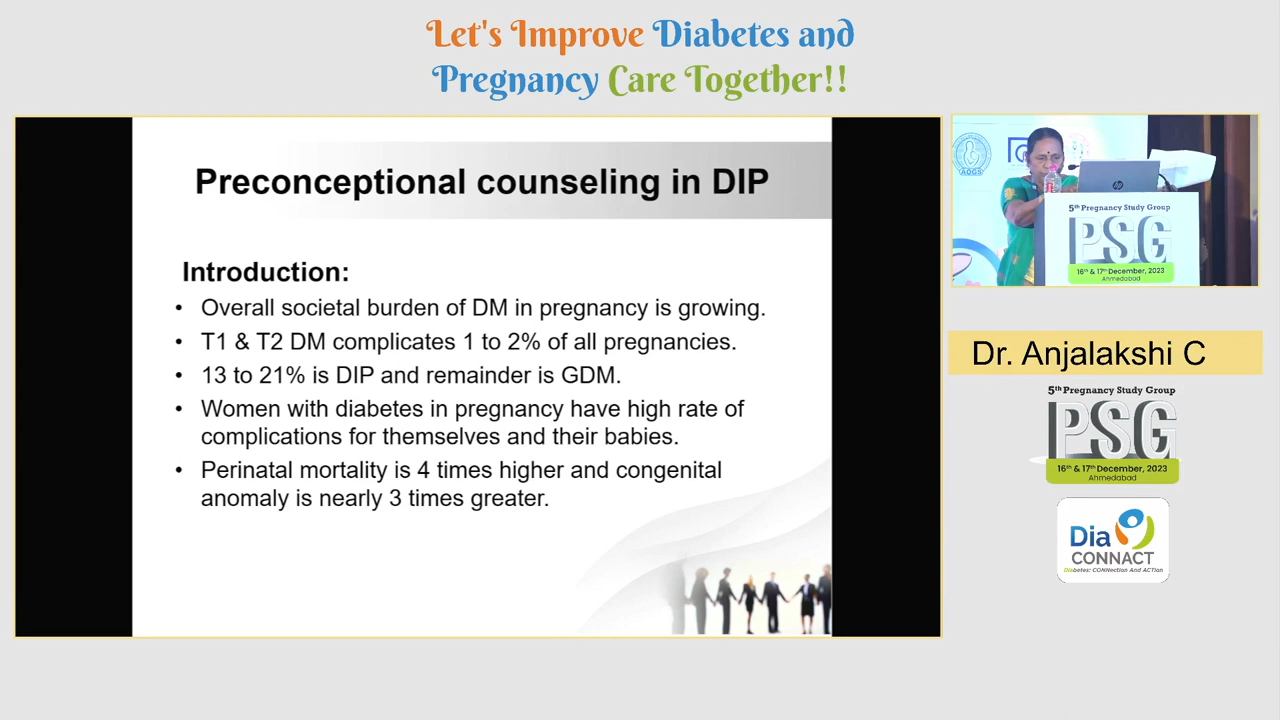 Let's Improve Diabetes and
Pregnancy Care Together!!
Preconceptional counseling in DIP
Introduction:
• Overall societal burden of DM in pregnancy is growing.
• T1 & T2 DM complicates 1 to 2% of all pregnancies.
• 13 to 21% is DIP and remainder is GDM.
• Women with diabetes in pregnancy have high rate of
complications for themselves and their babies.
• Perinatal mortality is 4 times higher and congenital
anomaly is nearly 3 times greater.
AOGS
hp
5th Pregnancy Study Group
PSG
16th & 17th December, 2023
Ahmedabad
Dr. Anjalakshi C
5th Pregnancy Study Group
PSG
16th & 17th December, 2023
Ahmedabad
Dia
CONNACT
Diabetes: CONNection And ACTion